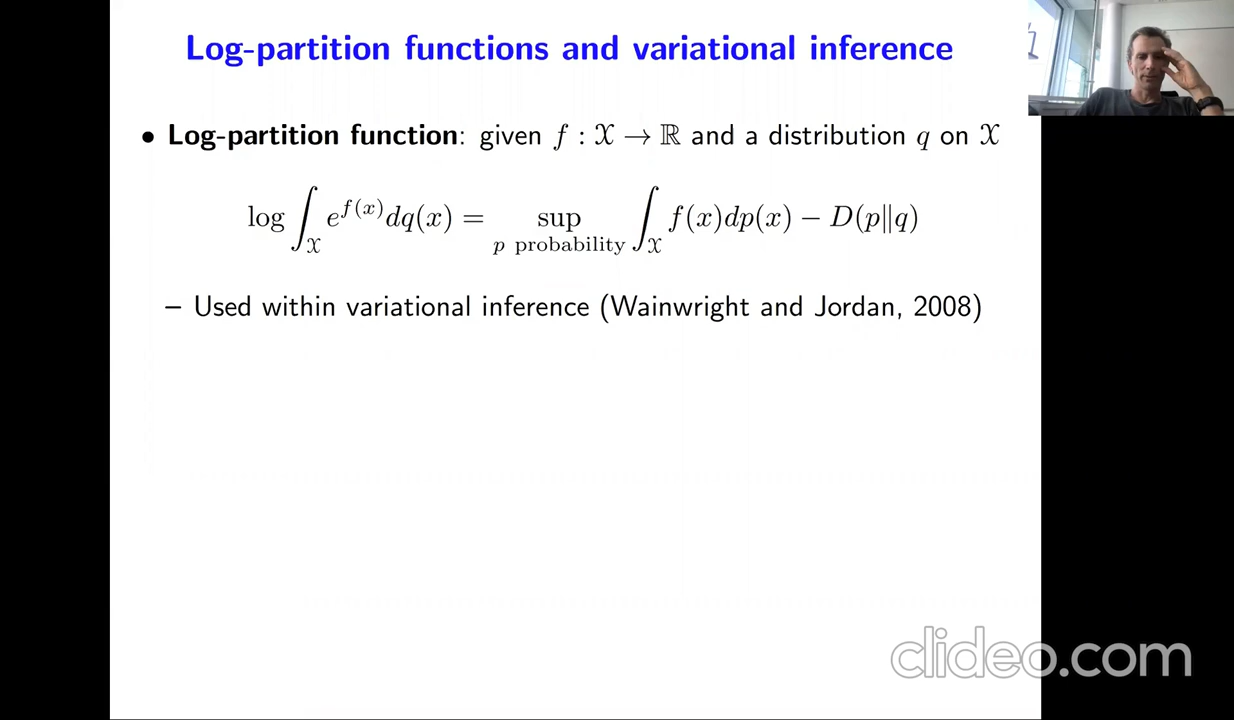 Log-partition functions and variational inference
• Log-partition function: given f : X → ℝ and a distribution q on X
log ∫_X e^{f(x)} dq(x) = sup_{p probability} ∫_X f(x)dp(x) − D(p‖q)
– Used within variational inference (Wainwright and Jordan, 2008)
clideo.com